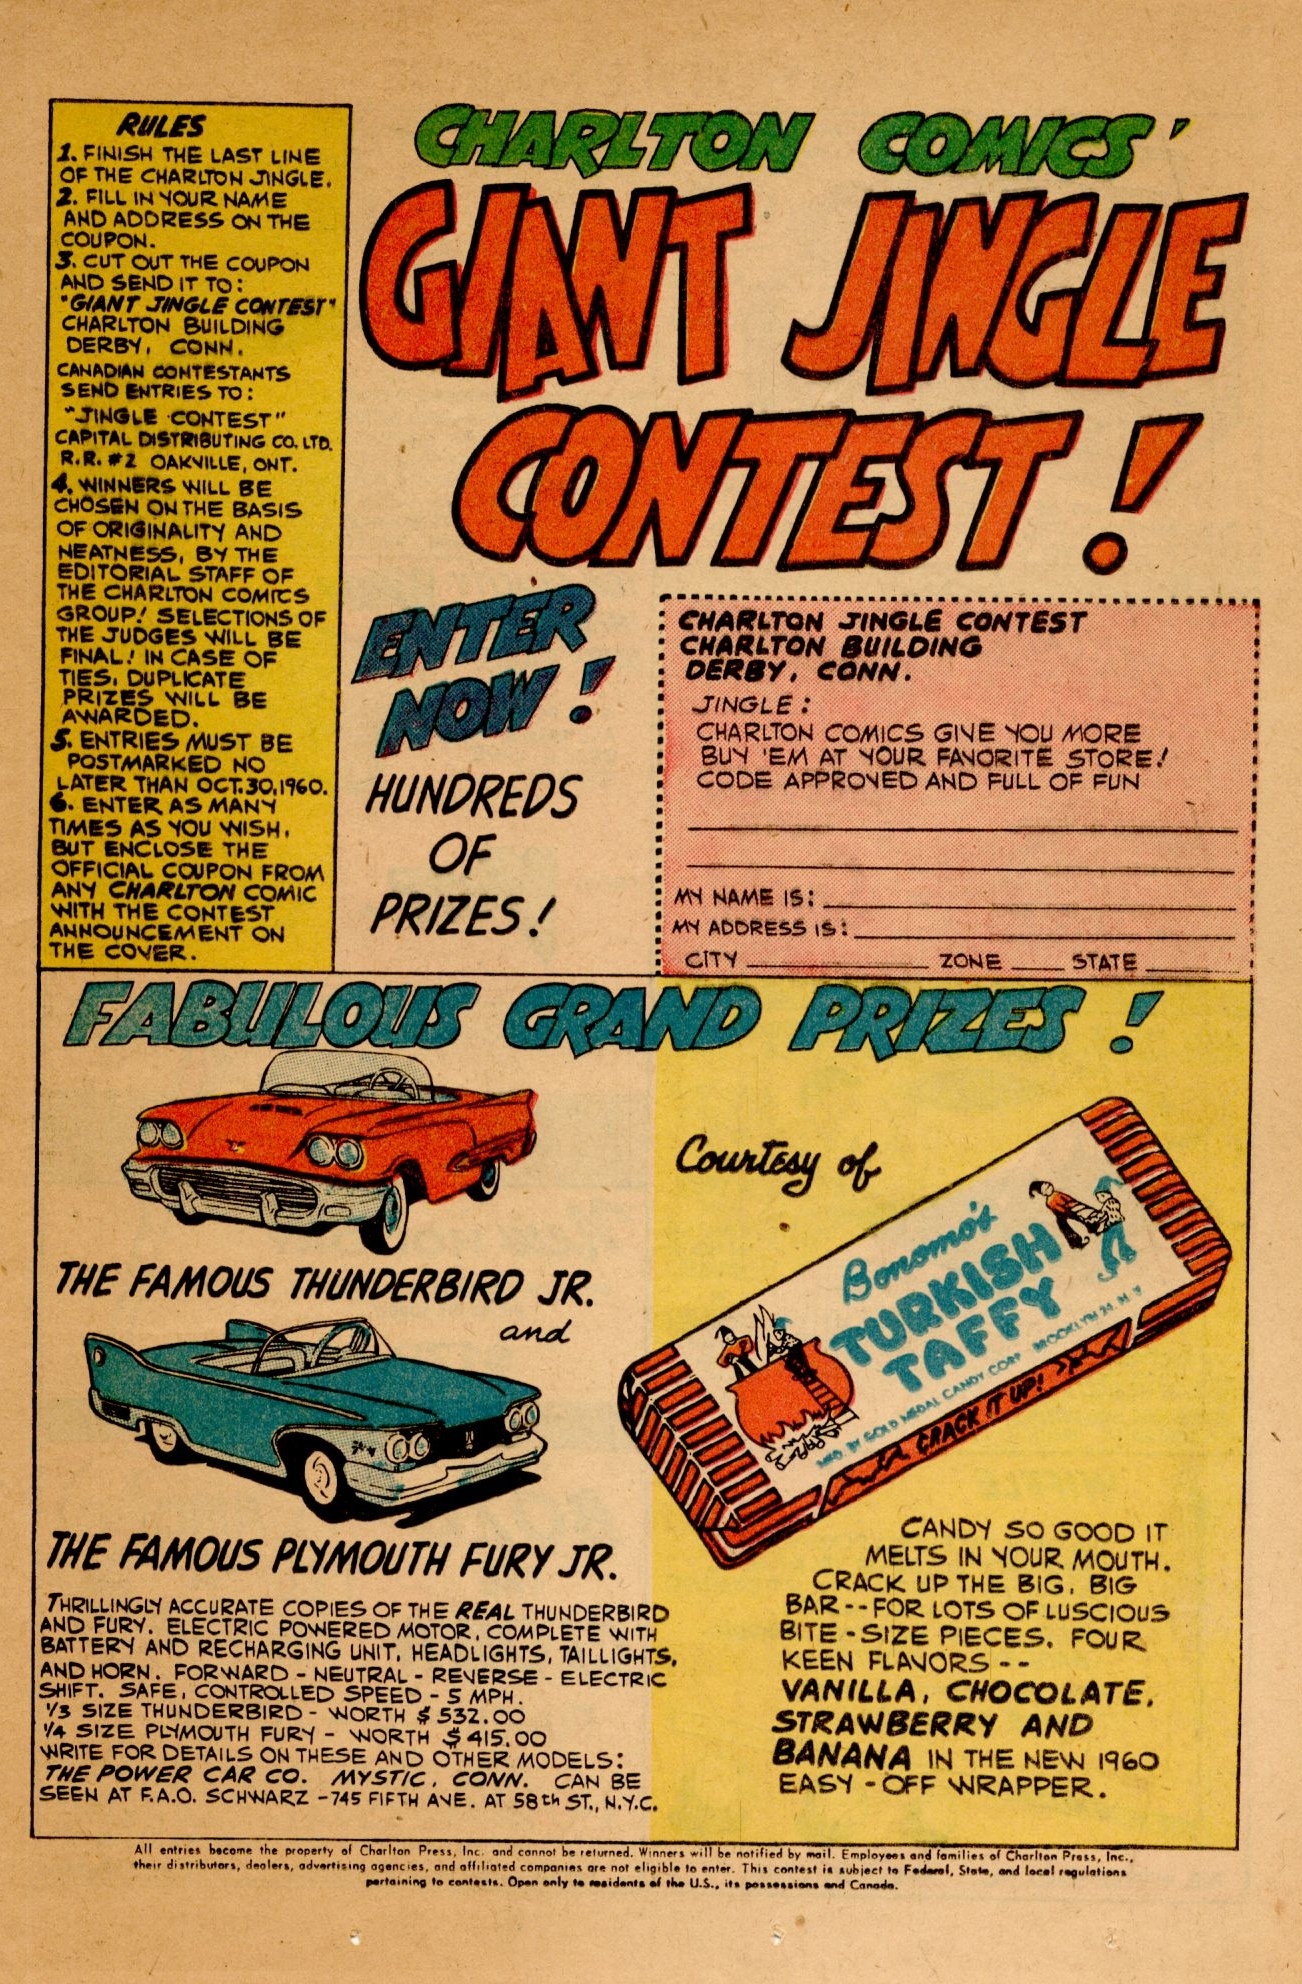 RULES
1. FINISH THE LAST LINE
OF THE CHARLTON JINGLE.
2. FILL IN YOUR NAME
AND ADDRESS ON THE
COUPON.
3. CUT OUT THE COUPON
AND SEND IT TO:
"GIANT JINGLE CONTEST"
CHARLTON BUILDING
DERBY, CONN.
CANADIAN CONTESTANTS
SEND ENTRIES TO:
"JINGLE CONTEST"
CAPITAL DISTRIBUTING CO. LTD.
R.R. #2 OAKVILLE, ONT.
4. WINNERS WILL BE
CHOSEN ON THE BASIS
OF ORIGINALITY AND
NEATNESS, BY THE
EDITORIAL STAFF OF
THE CHARLTON COMICS
GROUP! SELECTIONS OF
THE JUDGES WILL BE
FINAL! IN CASE OF
TIES, DUPLICATE
PRIZES WILL BE
AWARDED.
5. ENTRIES MUST BE
POSTMARKED NO
LATER THAN OCT. 30, 1960.
6. ENTER AS MANY
TIMES AS YOU WISH,
BUT ENCLOSE THE
OFFICIAL COUPON FROM
ANY CHARLTON COMIC
WITH THE CONTEST
ANNOUNCEMENT ON
THE COVER.
CHARLTON COMICS'
GIANT JINGLE
CONTEST!
ENTER
NOW!
HUNDREDS
OF
PRIZES!
CHARLTON JINGLE CONTEST
CHARLTON BUILDING
DERBY, CONN.
JINGLE:
CHARLTON COMICS GIVE YOU MORE
BUY 'EM AT YOUR FAVORITE STORE!
CODE APPROVED AND FULL OF FUN
MY NAME IS:
MY ADDRESS IS:
CITY ZONE STATE
FABULOUS GRAND PRIZES!
THE FAMOUS THUNDERBIRD JR.
and
THE FAMOUS PLYMOUTH FURY JR.
THRILLINGLY ACCURATE COPIES OF THE REAL THUNDERBIRD
AND FURY. ELECTRIC POWERED MOTOR, COMPLETE WITH
BATTERY AND RECHARGING UNIT, HEADLIGHTS, TAILLIGHTS,
AND HORN. FORWARD - NEUTRAL - REVERSE - ELECTRIC
SHIFT. SAFE, CONTROLLED SPEED - 5 MPH.
1/3 SIZE THUNDERBIRD - WORTH $532.00
1/4 SIZE PLYMOUTH FURY - WORTH $415.00
WRITE FOR DETAILS ON THESE AND OTHER MODELS:
THE POWER CAR CO. MYSTIC, CONN. CAN BE
SEEN AT F.A.O. SCHWARZ - 745 FIFTH AVE. AT 58th ST., N.Y.C.
Courtesy of
Bonomo's
TURKISH
TAFFY
MFD. BY GOLD MEDAL CANDY CORP. BROOKLYN 24, N.Y.
CRACK IT UP!
CANDY SO GOOD IT
MELTS IN YOUR MOUTH.
CRACK UP THE BIG, BIG
BAR -- FOR LOTS OF LUSCIOUS
BITE - SIZE PIECES. FOUR
KEEN FLAVORS --
VANILLA, CHOCOLATE,
STRAWBERRY AND
BANANA IN THE NEW 1960
EASY - OFF WRAPPER.
All entries become the property of Charlton Press, Inc. and cannot be returned. Winners will be notified by mail. Employees and families of Charlton Press, Inc.,
their distributors, dealers, advertising agencies, and affiliated companies are not eligible to enter. This contest is subject to Federal, State, and local regulations
pertaining to contests. Open only to residents of the U.S., its possessions and Canada.